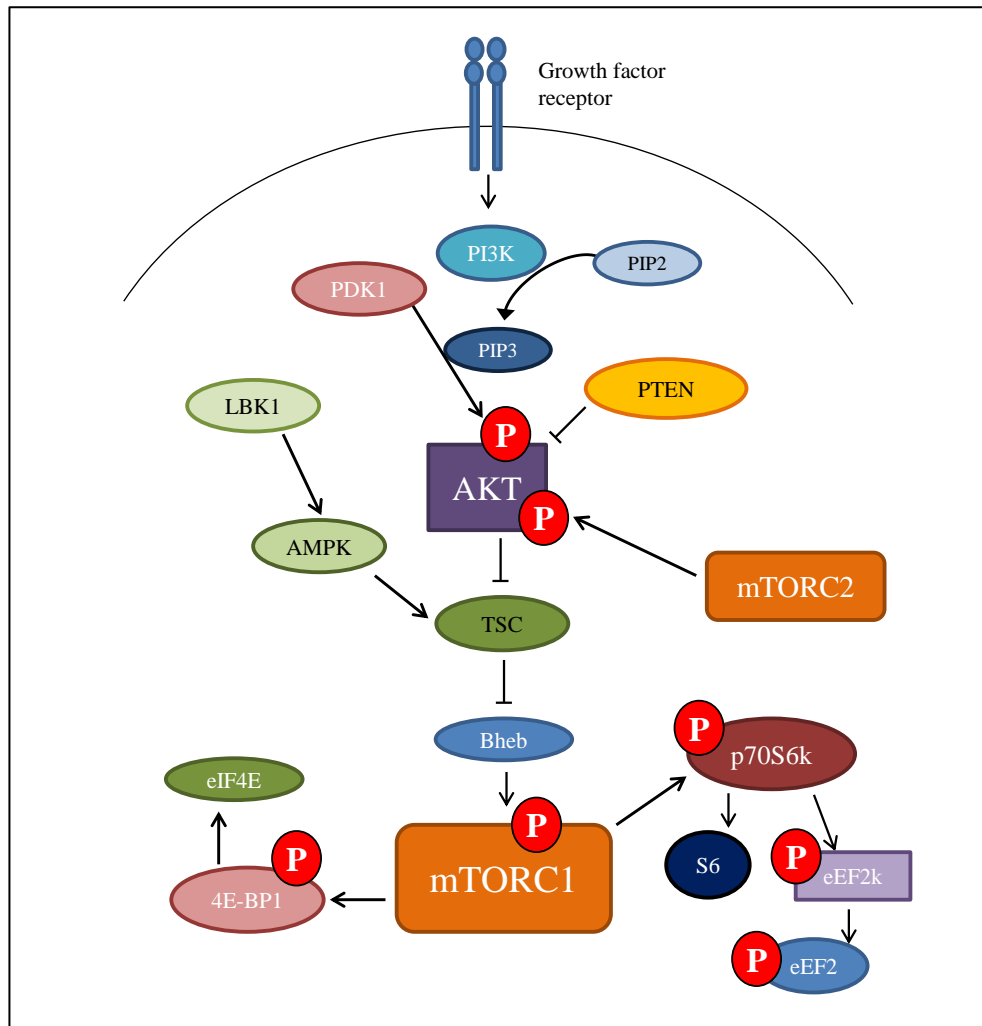 Growth factor
receptor
PI3K
PIP2
PDK1
PIP3
PTEN
LBK1
P
AKT
P
AMPK
mTORC2
TSC
P
Bheb
p70S6k
eIF4E
P
P
S6
P
eEF2k
mTORC1
4E-BP1
P
eEF2